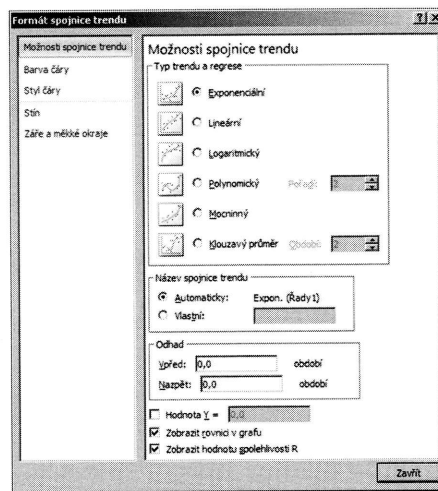 Formát spojnice trendu
Možnosti spojnice trendu
Barva čáry
Styl čáry
Stín
Záře a měkké okraje
Možnosti spojnice trendu
Typ trendu a regrese
Exponenciální
Lineární
Logaritmický
Polynomický Pořadí: 2
Mocninný
Klouzavý průměr Období: 2
Název spojnice trendu
Automaticky: Expon. (Řady1)
Vlastní:
Odhad
Vpřed: 0,0 období
Nazpět: 0,0 období
Hodnota Y = 0,0
Zobrazit rovnici v grafu
Zobrazit hodnotu spolehlivosti R
Zavřít